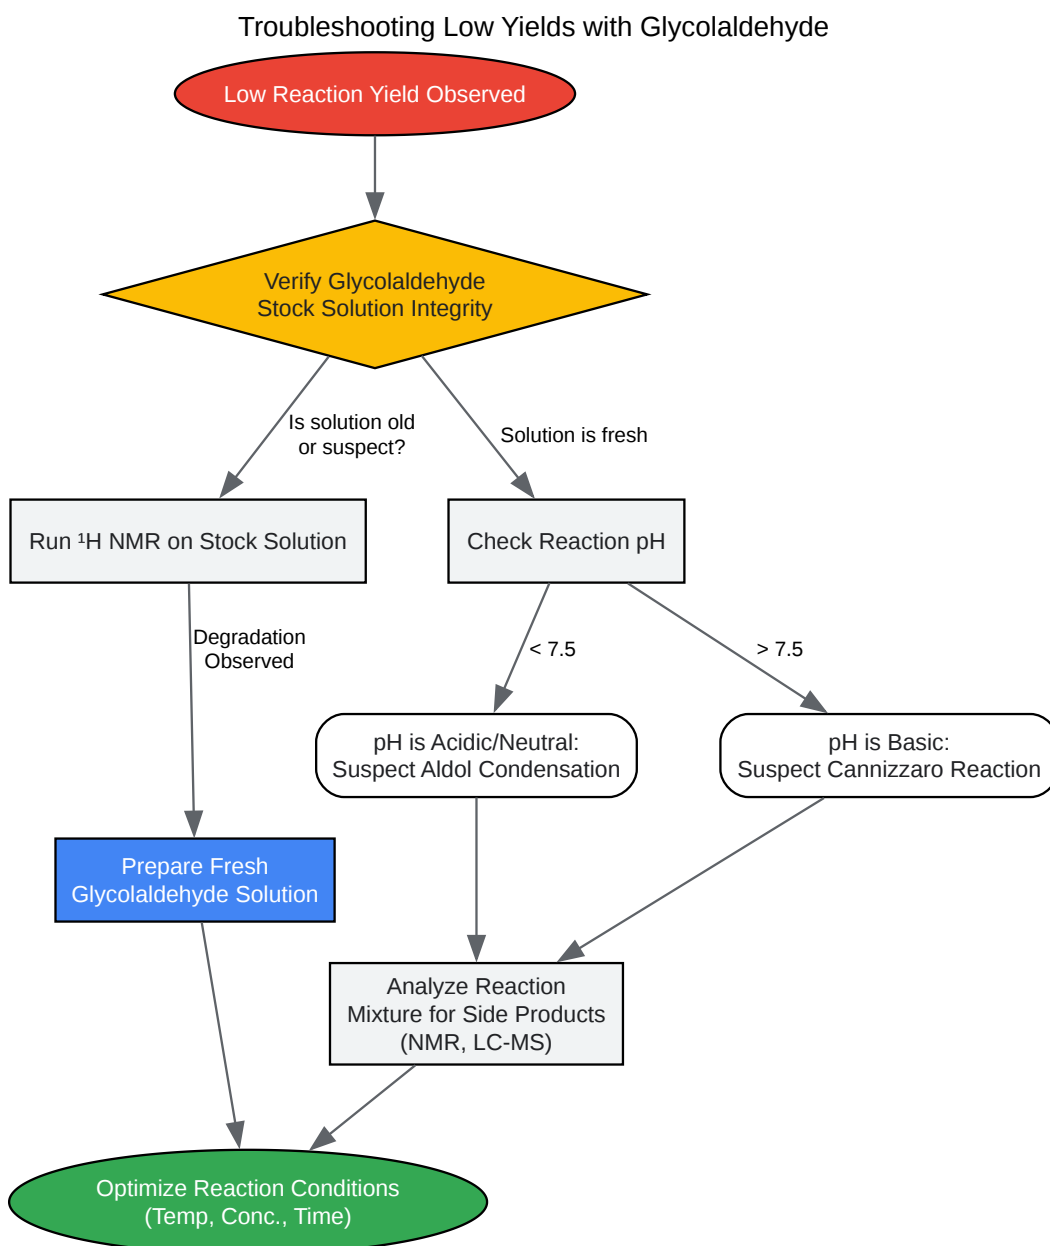 Troubleshooting Low Yields with Glycolaldehyde
Low Reaction Yield Observed
Verify Glycolaldehyde
Stock Solution Integrity
Is solution old
or suspect?
Solution is fresh
Run ¹H NMR on Stock Solution
Check Reaction pH
Degradation
Observed
< 7.5
> 7.5
pH is Acidic/Neutral:
Suspect Aldol Condensation
pH is Basic:
Suspect Cannizzaro Reaction
Prepare Fresh
Glycolaldehyde Solution
Analyze Reaction
Mixture for Side Products
(NMR, LC-MS)
Optimize Reaction Conditions
(Temp, Conc., Time)